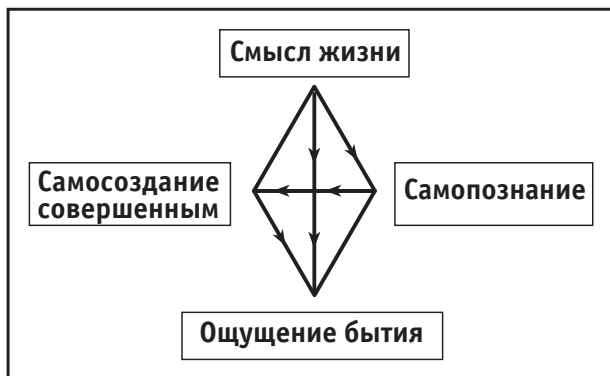 Смысл жизни
Самосоздание
совершенным
Самопознание
Ощущение бытия